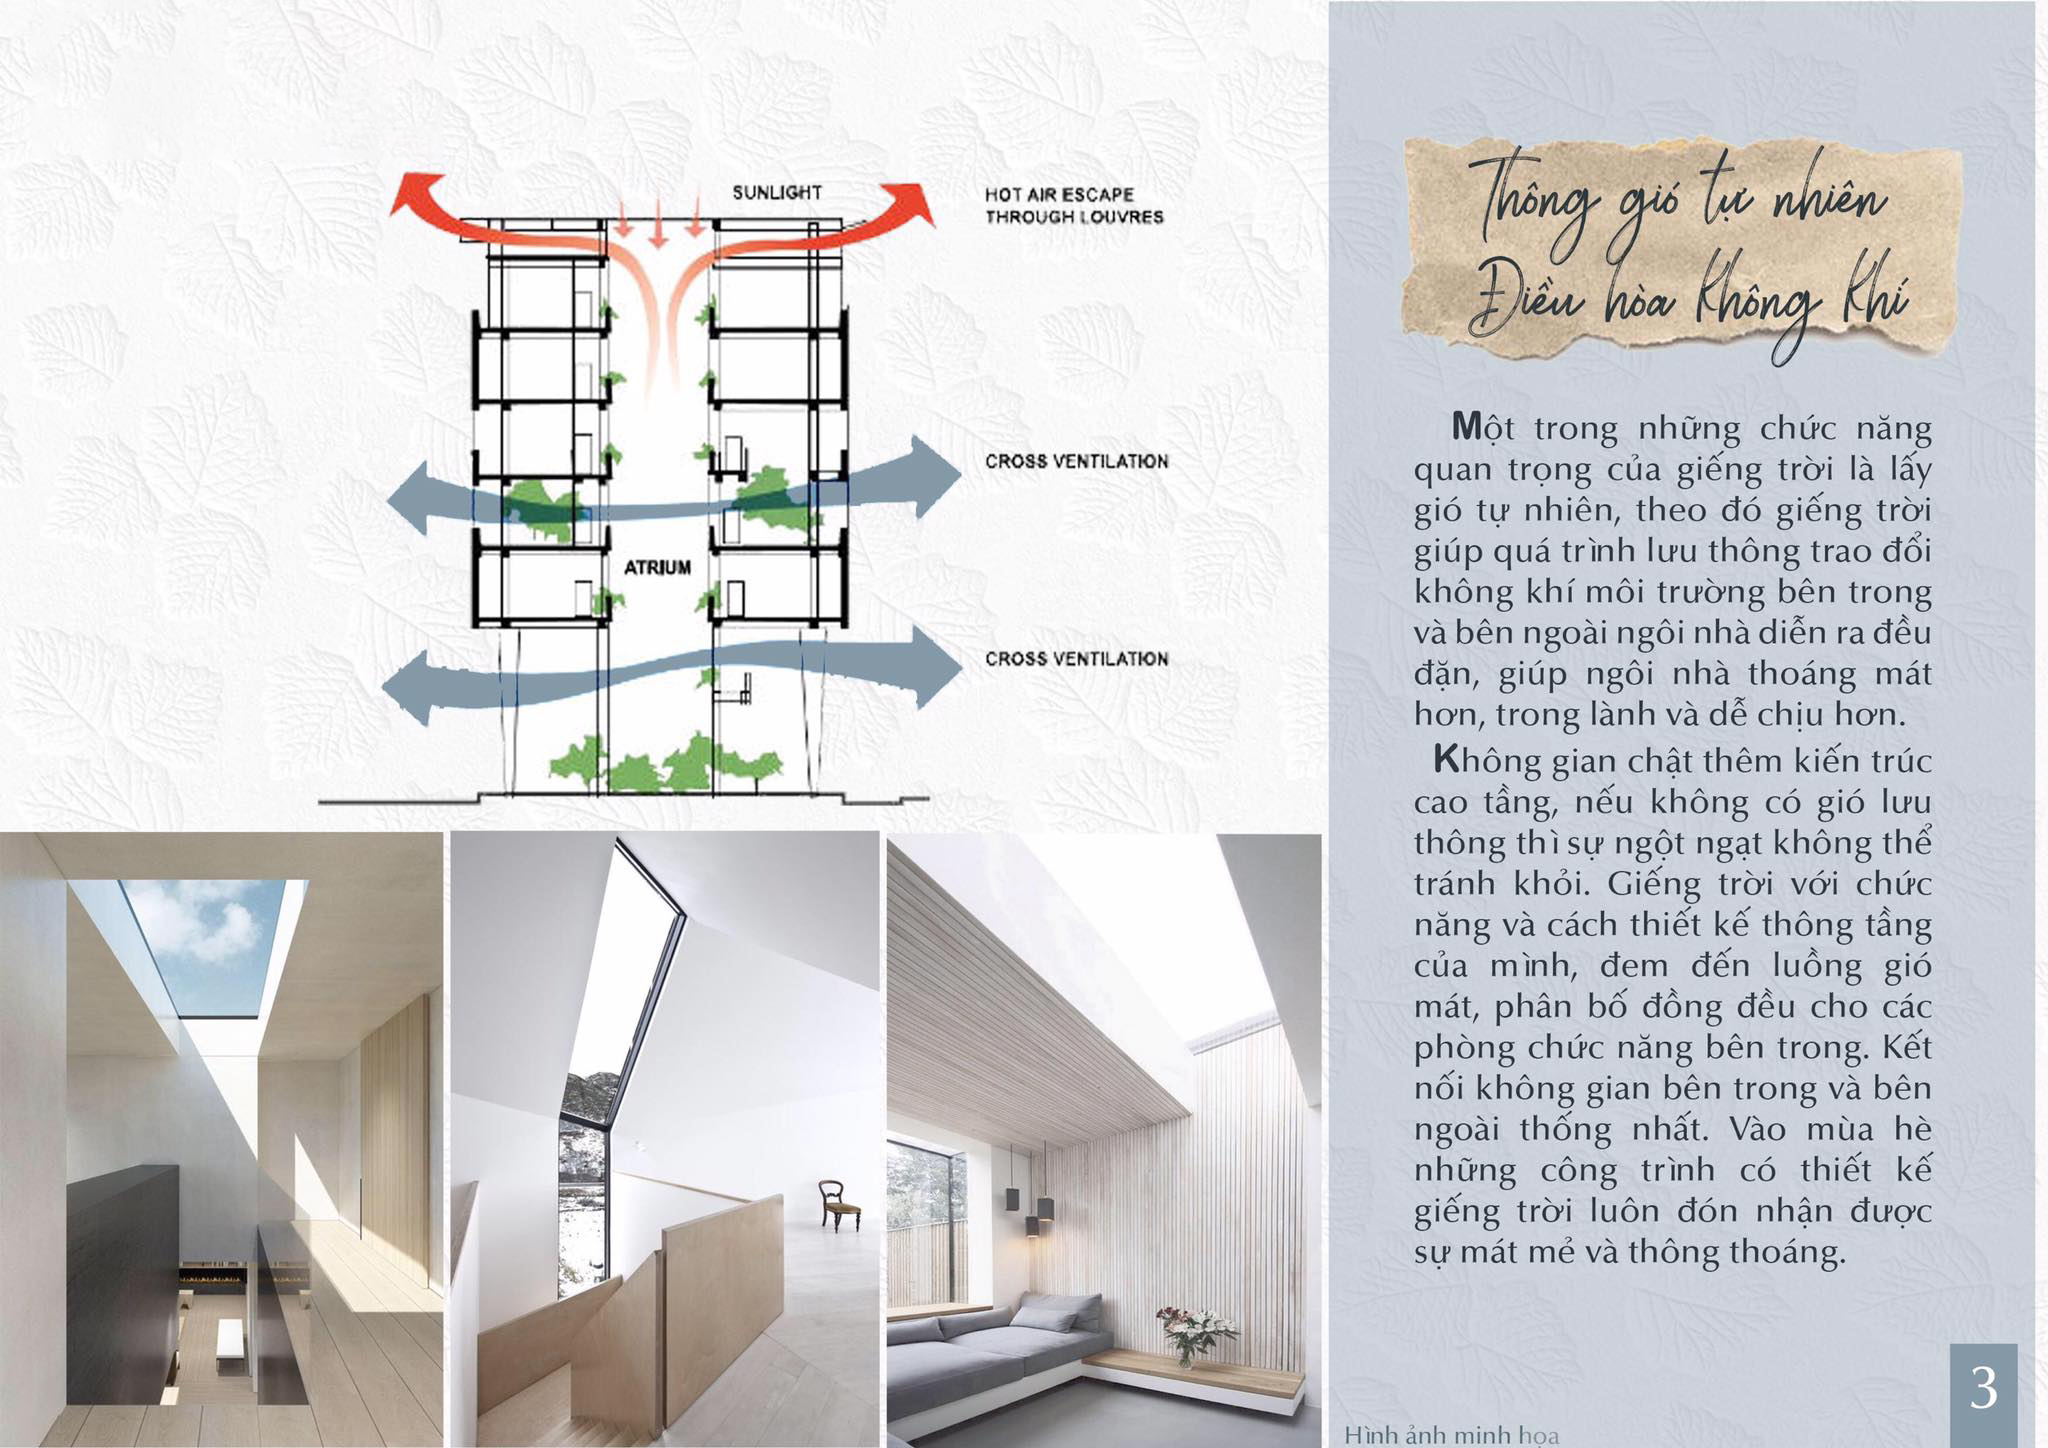 SUNLIGHT
HOT AIR ESCAPE
THROUGH LOUVRES
CROSS VENTILATION
ATRIUM
CROSS VENTILATION
Thông gió tự nhiên
Điều hòa không khí
Một trong những chức năng
quan trọng của giếng trời là lấy
gió tự nhiên, theo đó giếng trời
giúp quá trình lưu thông trao đổi
không khí môi trường bên trong
và bên ngoài ngôi nhà diễn ra đều
đặn, giúp ngôi nhà thoáng mát
hơn, trong lành và dễ chịu hơn.
Không gian chật thêm kiến trúc
cao tầng, nếu không có gió lưu
thông thì sự ngột ngạt không thể
tránh khỏi. Giếng trời với chức
năng và cách thiết kế thông tầng
của mình, đem đến luồng gió
mát, phân bố đồng đều cho các
phòng chức năng bên trong. Kết
nối không gian bên trong và bên
ngoài thống nhất. Vào mùa hè
những công trình có thiết kế
giếng trời luôn đón nhận được
sự mát mẻ và thông thoáng.
Hình ảnh minh họa
3